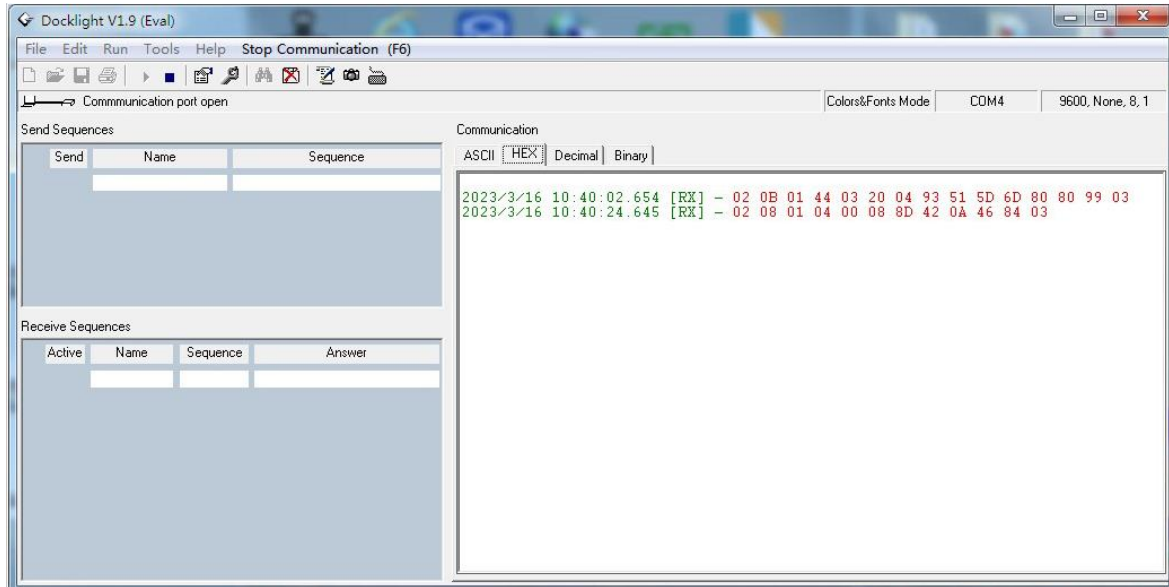 Docklight V1.9 (Eval)
File Edit Run Tools Help Stop Communication (F6)
Commmunication port open
Colors&Fonts Mode COM4 9600, None, 8, 1
Send Sequences
Send Name Sequence
Receive Sequences
Active Name Sequence Answer
Communication
ASCII HEX Decimal Binary
2023/3/16 10:40:02.654 [RX] - 02 0B 01 44 03 20 04 93 51 5D 6D 80 80 99 03
2023/3/16 10:40:24.645 [RX] - 02 08 01 04 00 08 8D 42 0A 46 84 03